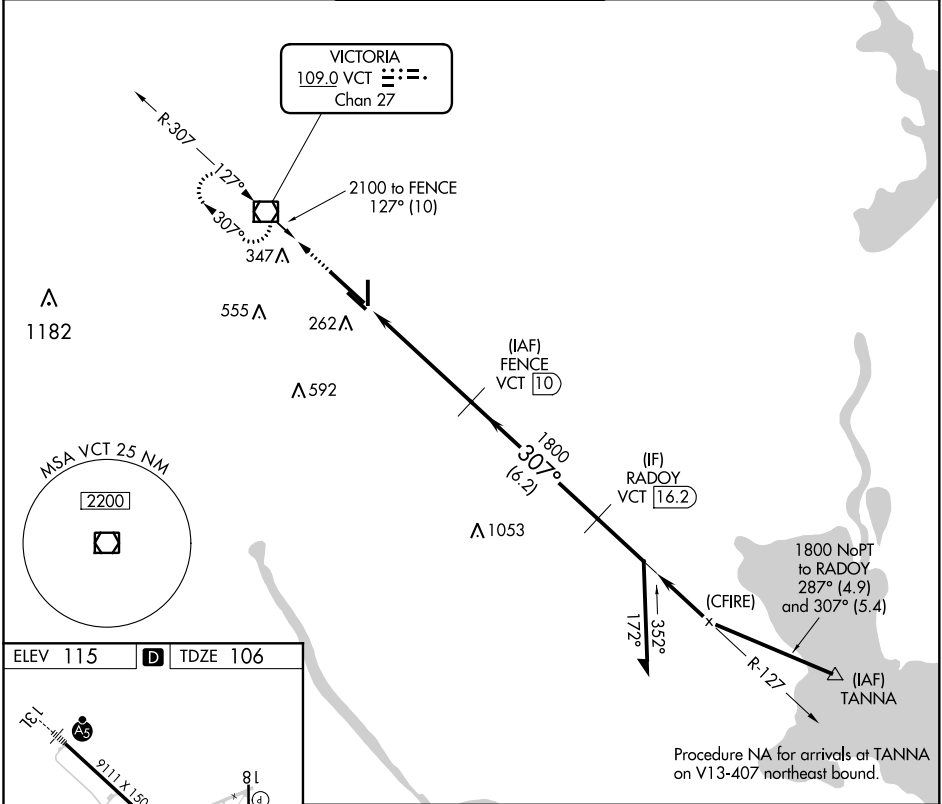 VICTORIA
109.0 VCT
Chan 27
R-307
127°
307°
2100 to FENCE
127° (10)
347
555
262
1182
592
(IAF)
FENCE
VCT 10
1800
307°
(6.2)
(IF)
RADOY
VCT 16.2
MSA VCT 25 NM
2200
1053
1800 NoPT
to RADOY
287° (4.9)
and 307° (5.4)
(CFIRE)
172°
352°
R-127
(IAF)
TANNA
Procedure NA for arrivals at TANNA
on V13-407 northeast bound.
ELEV 115 D TDZE 106
13L
A5
9111 X 150
18
P